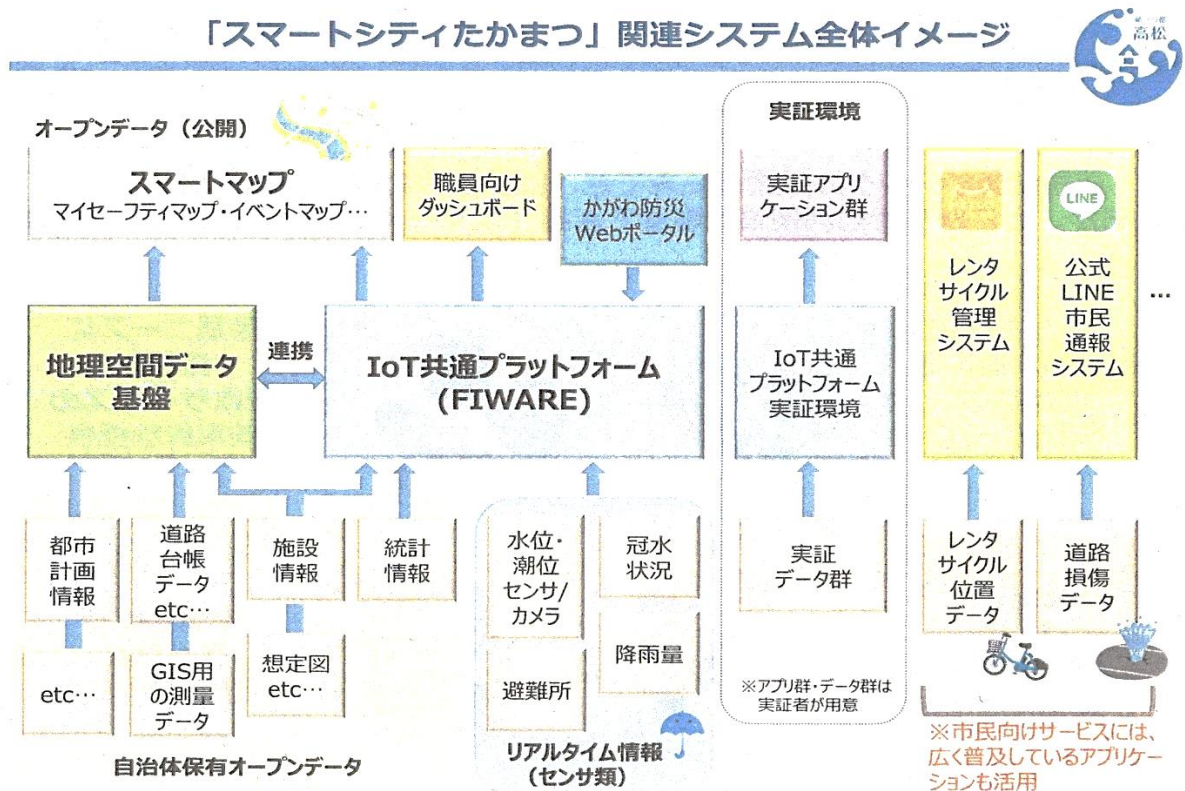 「スマートシティたかまつ」関連システム全体イメージ
高松
オープンデータ（公開）
スマートマップ
マイセーフティマップ・イベントマップ…
職員向け
ダッシュボード
かがわ防災
Webポータル
実証環境
実証アプリ
ケーション群
LINE
レンタ
サイクル
管理
システム
公式
LINE
市民
通報
システム
…
地理空間データ
基盤
連携
IoT共通プラットフォーム
(FIWARE)
IoT共通
プラットフォーム
実証環境
都市
計画
情報
道路
台帳
データ
etc…
施設
情報
統計
情報
水位・
潮位
センサ/
カメラ
冠水
状況
実証
データ群
レンタ
サイクル
位置
データ
道路
損傷
データ
etc…
GIS用
の測量
データ
想定図
etc…
避難所
降雨量
※アプリ群・データ群は
実証者が用意
自治体保有オープンデータ
リアルタイム情報
（センサ類）
※市民向けサービスには、
広く普及しているアプリケー
ションも活用